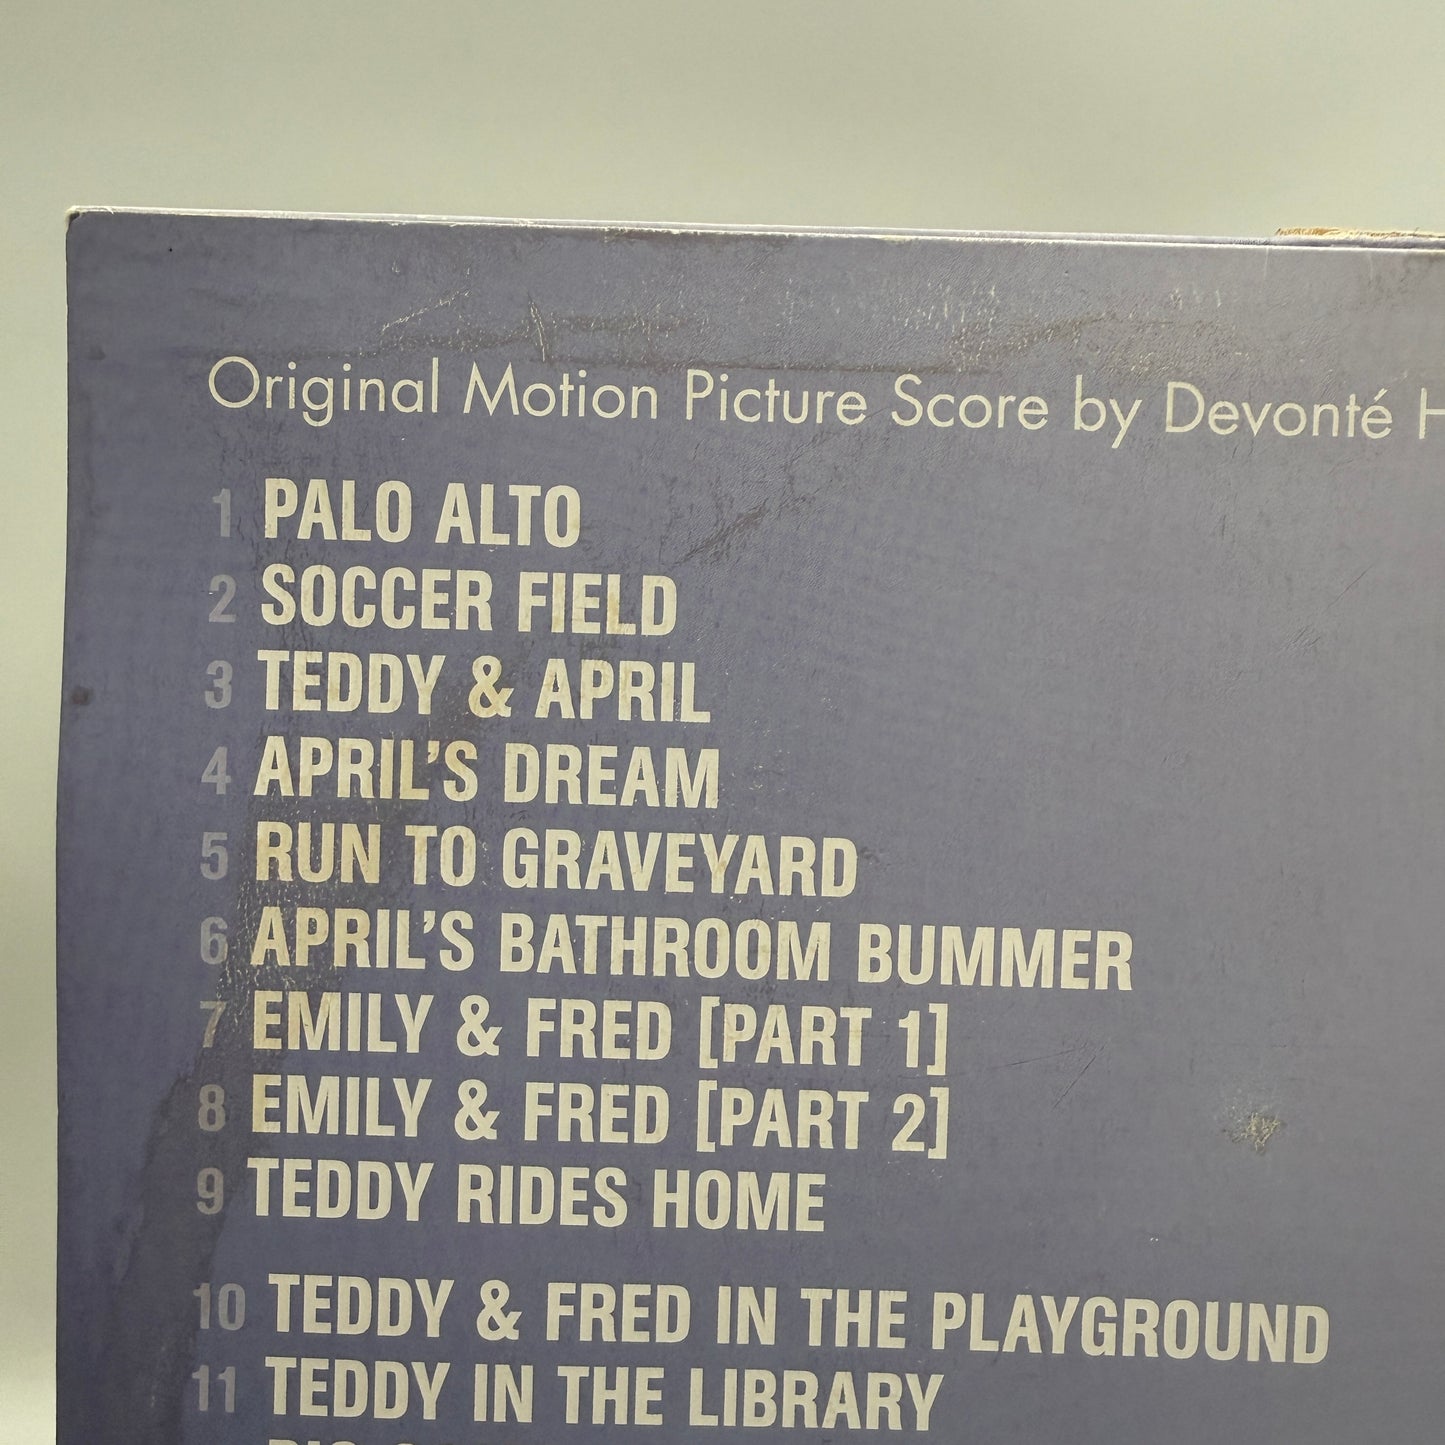 Original Motion Picture Score by Devonté H
1 PALO ALTO
2 SOCCER FIELD
3 TEDDY & APRIL
4 APRIL'S DREAM
5 RUN TO GRAVEYARD
6 APRIL'S BATHROOM BUMMER
7 EMILY & FRED [PART 1]
8 EMILY & FRED [PART 2]
9 TEDDY RIDES HOME
10 TEDDY & FRED IN THE PLAYGROUND
11 TEDDY IN THE LIBRARY